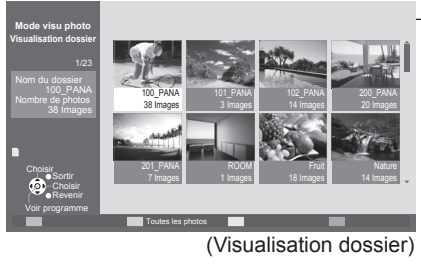 Mode visu photo
Visualisation dossier
1/23
Nom du dossier
100_PANA
Nombre de photos
38 Images
Choisir
Sortir
Choisir
Revenir
Voir programme
100_PANA
38 Images
101_PANA
3 Images
102_PANA
14 Images
200_PANA
20 Images
201_PANA
7 Images
ROOM
1 Images
Fruit
18 Images
Nature
14 Images
Toutes les photos
(Visualisation dossier)